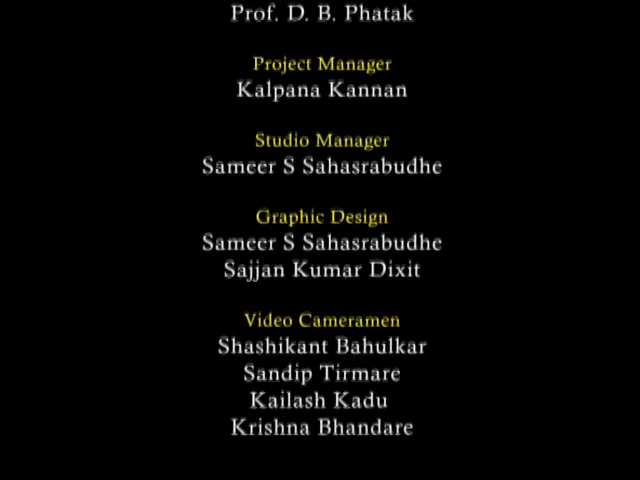 Prof. D. B. Phatak
Project Manager
Kalpana Kannan
Studio Manager
Sameer S Sahasrabudhe
Graphic Design
Sameer S Sahasrabudhe
Sajjan Kumar Dixit
Video Cameramen
Shashikant Bahulkar
Sandip Tirmare
Kailash Kadu
Krishna Bhandare